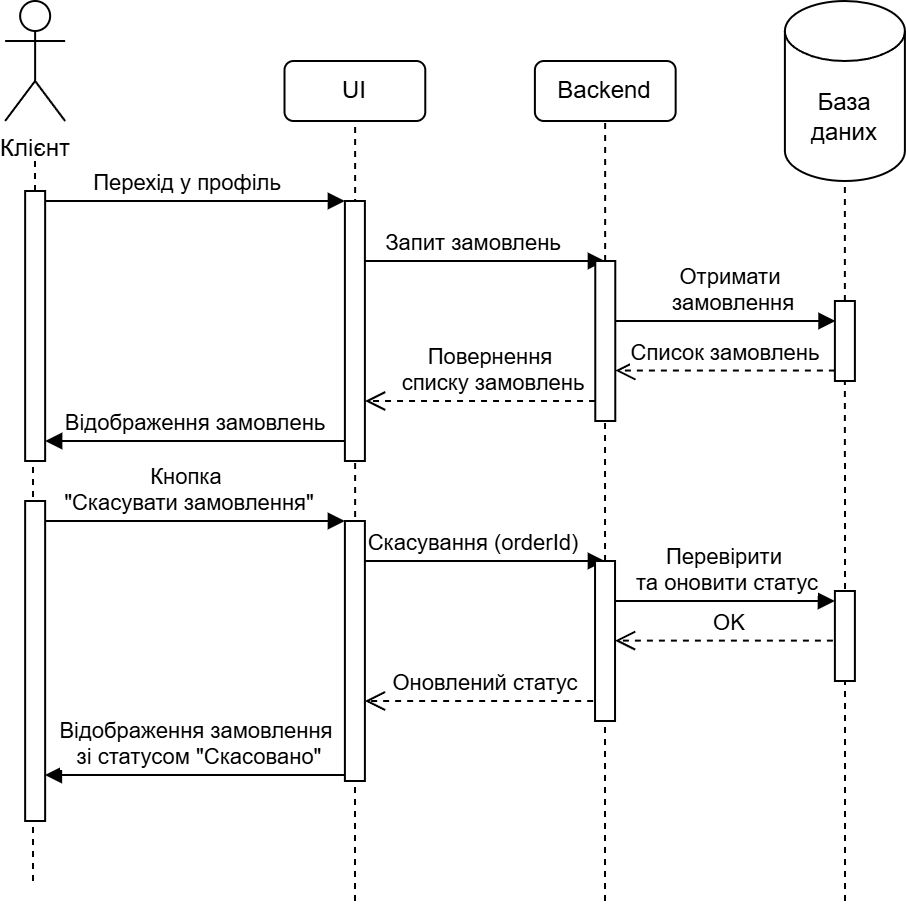 UI
Backend
База
даних
Клієнт
Перехід у профіль
Запит замовлень
Отримати
замовлення
Список замовлень
Повернення
списку замовлень
Відображення замовлень
Кнопка
"Скасувати замовлення"
Скасування (orderId)
Перевірити
та оновити статус
OK
Оновлений статус
Відображення замовлення
зі статусом "Скасовано"